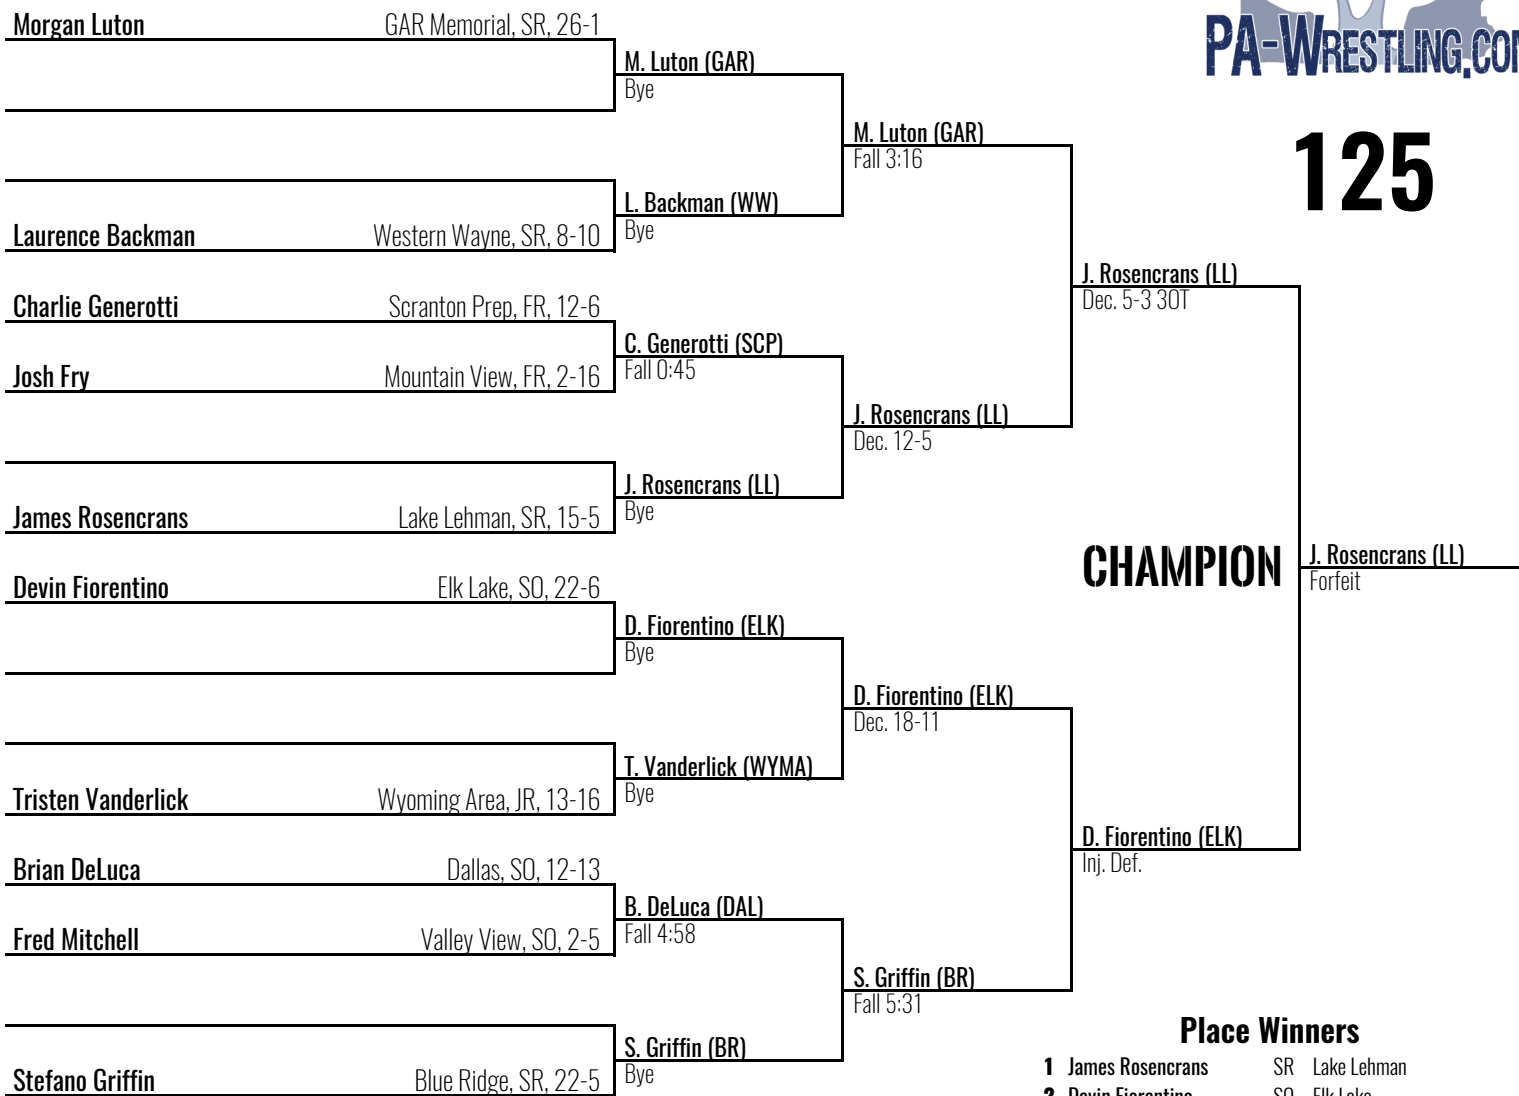 PA-WRESTLING.COM
125
Morgan Luton GAR Memorial, SR, 26-1
M. Luton (GAR)
Bye
M. Luton (GAR)
Fall 3:16
L. Backman (WW)
Bye
Laurence Backman Western Wayne, SR, 8-10
J. Rosencrans (LL)
Dec. 5-3 3OT
Charlie Generotti Scranton Prep, FR, 12-6
C. Generotti (SCP)
Fall 0:45
Josh Fry Mountain View, FR, 2-16
J. Rosencrans (LL)
Dec. 12-5
J. Rosencrans (LL)
Bye
James Rosencrans Lake Lehman, SR, 15-5
CHAMPION
J. Rosencrans (LL)
Forfeit
Devin Fiorentino Elk Lake, SO, 22-6
D. Fiorentino (ELK)
Bye
D. Fiorentino (ELK)
Dec. 18-11
T. Vanderlick (WYMA)
Bye
Tristen Vanderlick Wyoming Area, JR, 13-16
D. Fiorentino (ELK)
Inj. Def.
Brian DeLuca Dallas, SO, 12-13
B. DeLuca (DAL)
Fall 4:58
Fred Mitchell Valley View, SO, 2-5
S. Griffin (BR)
Fall 5:31
S. Griffin (BR)
Bye
Stefano Griffin Blue Ridge, SR, 22-5
Place Winners
1 James Rosencrans SR Lake Lehman
2 Devin Fiorentino SO Elk Lake